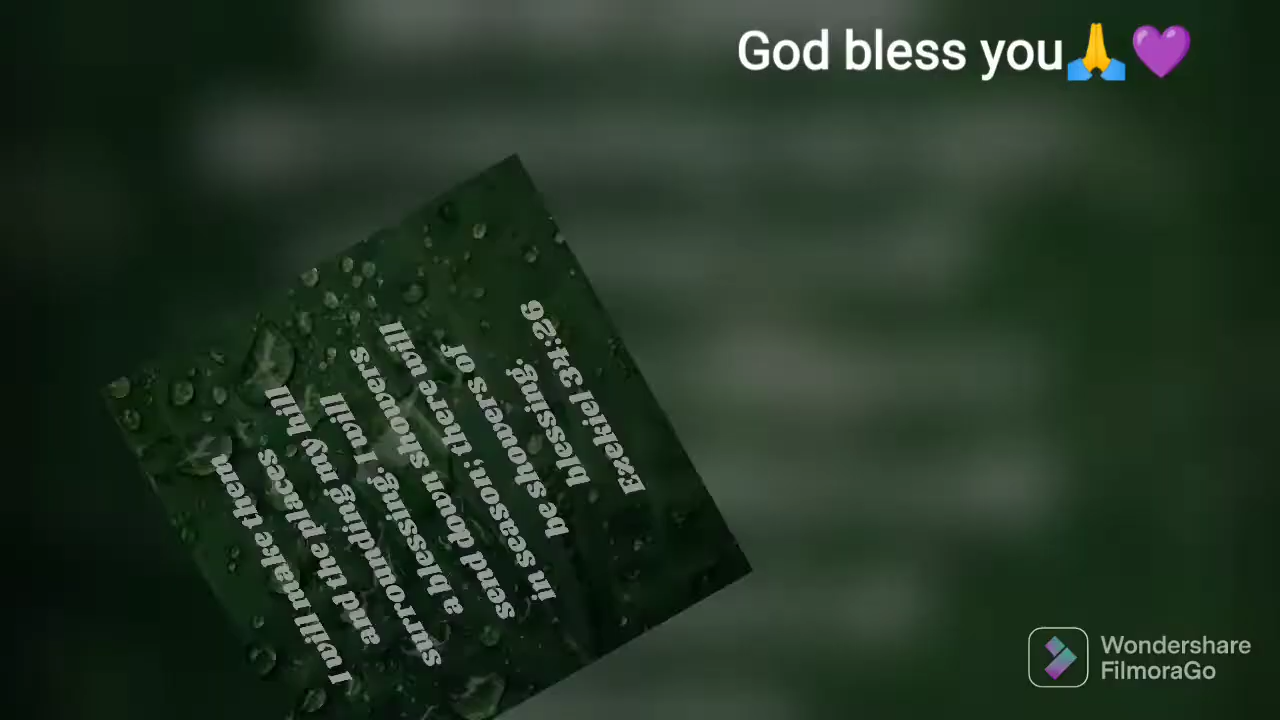 God bless you🙏💜
I will make them
and the places
surrounding my hill
a blessing. I will
send down showers
in season; there will
be showers of
blessing.
Ezekiel 34:26
Wondershare
FilmoraGo